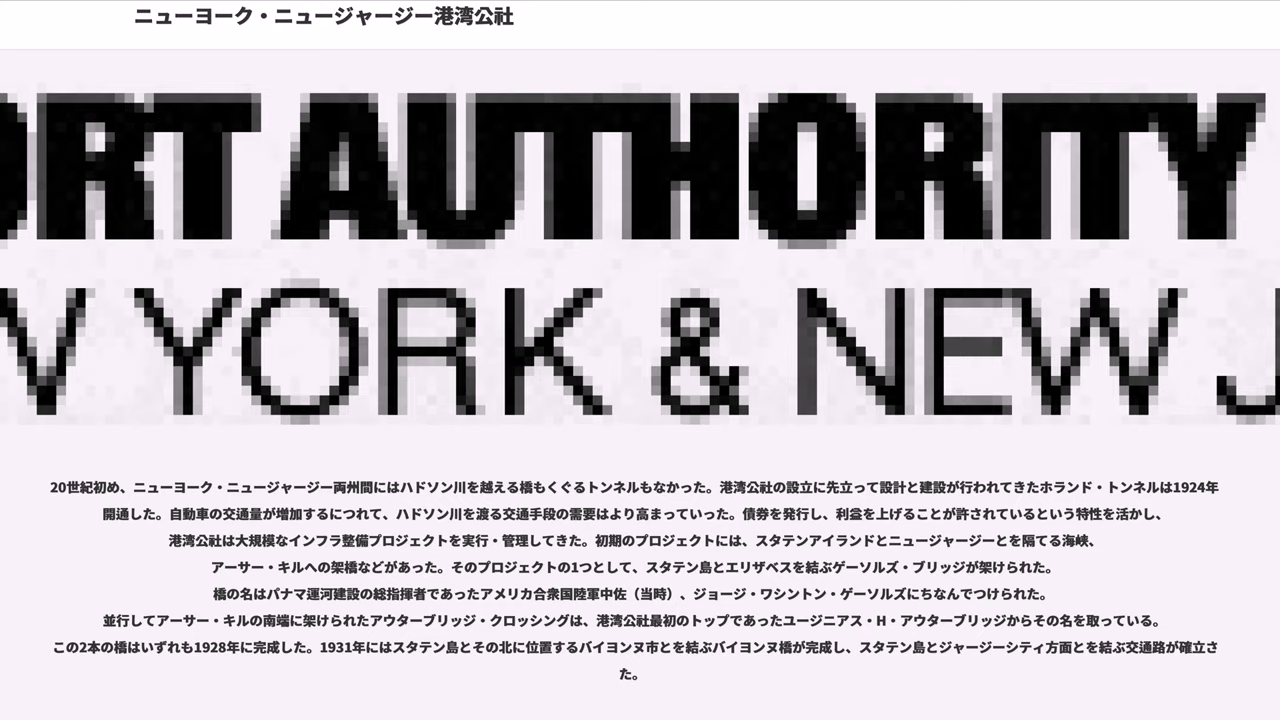 ニューヨーク・ニュージャージー港湾公社
ORT AUTHORITY
YORK & NEW J
20世紀初め、ニューヨーク・ニュージャージー両州間にはハドソン川を越える橋もくぐるトンネルもなかった。港湾公社の設立に先立って設計と建設が行われてきたホランド・トンネルは1924年
開通した。自動車の交通量が増加するにつれて、ハドソン川を渡る交通手段の需要はより高まっていった。債券を発行し、利益を上げることが許されているという特性を活かし、
港湾公社は大規模なインフラ整備プロジェクトを実行・管理してきた。初期のプロジェクトには、スタテンアイランドとニュージャージーとを隔てる海峡、
アーサー・キルへの架橋などがあった。そのプロジェクトの1つとして、スタテン島とエリザベスを結ぶゲーソルズ・ブリッジが架けられた。
橋の名はパナマ運河建設の総指揮者であったアメリカ合衆国陸軍中佐（当時）、ジョージ・ワシントン・ゲーソルズにちなんでつけられた。
並行してアーサー・キルの南端に架けられたアウターブリッジ・クロッシングは、港湾公社最初のトップであったユージニアス・H・アウターブリッジからその名を取っている。
この2本の橋はいずれも1928年に完成した。1931年にはスタテン島とその北に位置するバイヨンヌ市とを結ぶバイヨンヌ橋が完成し、スタテン島とジャージーシティ方面とを結ぶ交通路が確立さ
た。